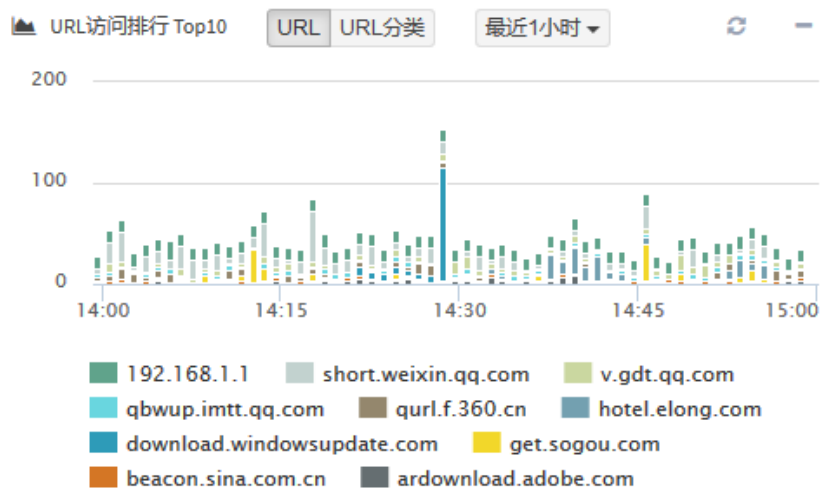 URL访问排行 Top10 URL URL分类 最近1小时
200
100
0
14:00 14:15 14:30 14:45 15:00
192.168.1.1 short.weixin.qq.com v.gdt.qq.com
qbwup.imtt.qq.com qurl.f.360.cn hotel.elong.com
download.windowsupdate.com get.sogou.com
beacon.sina.com.cn ardownload.adobe.com